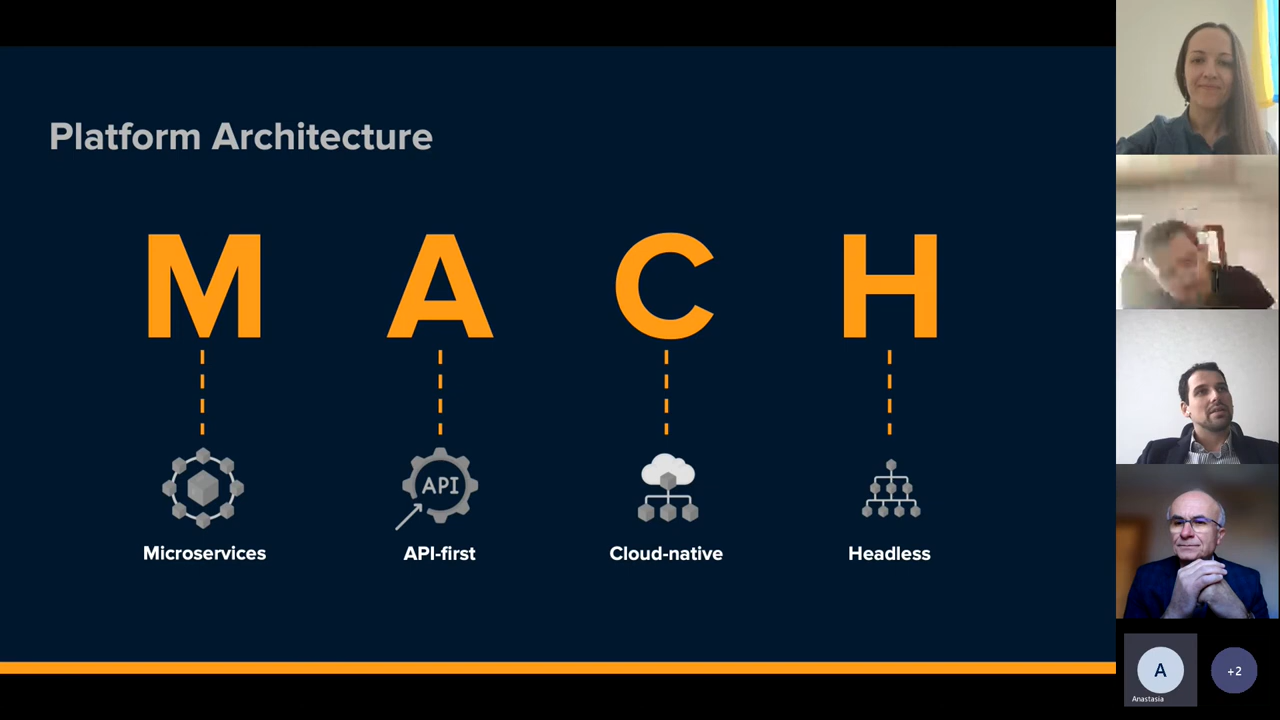 Platform Architecture
M A C H
API
Microservices API-first Cloud-native Headless
A
Anastasia
+2